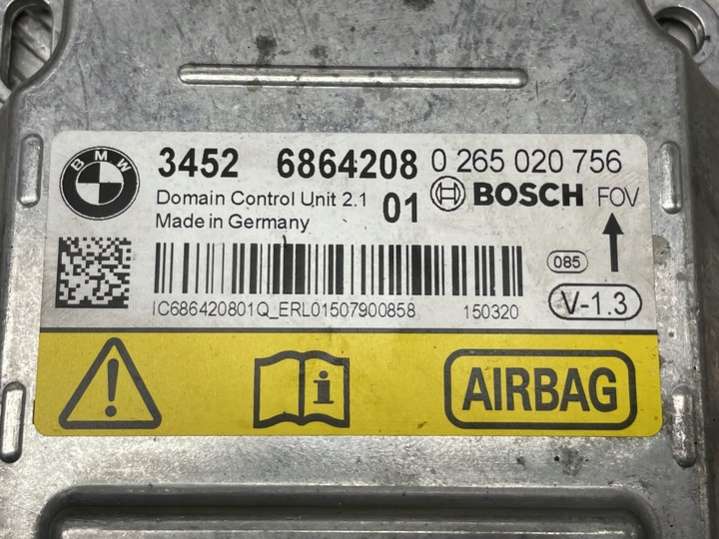 BMW 3452 6864208 0 265 020 756
Domain Control Unit 2.1 01 BOSCH FOV
Made in Germany
085
IC686420801Q_ERL01507900858 150320 V-1.3
AIRBAG